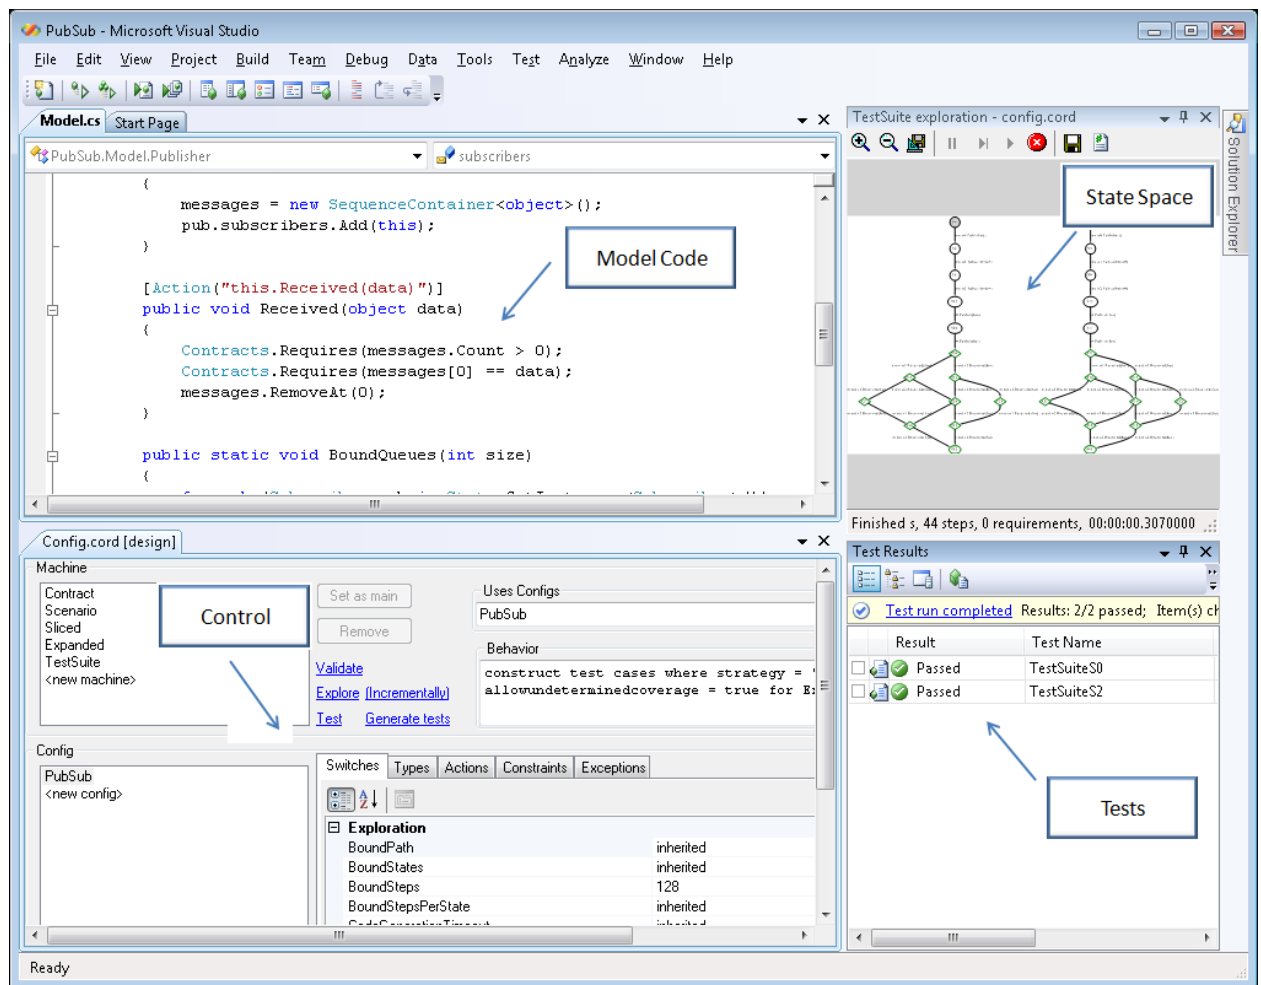 PubSub - Microsoft Visual Studio
File Edit View Project Build Team Debug Data Tools Test Analyze Window Help
Model.cs Start Page
PubSub.Model.Publisher subscribers
{
messages = new SequenceContainer<object>();
pub.subscribers.Add(this);
}
[Action("this.Received(data)")]
public void Received(object data)
{
Contracts.Requires(messages.Count > 0);
Contracts.Requires(messages[0] == data);
messages.RemoveAt(0);
}
public static void BoundQueues(int size)
{
Model Code
TestSuite exploration - config.cord
State Space
Finished s, 44 steps, 0 requirements, 00:00:00.3070000
Solution Explorer
Config.cord [design]
Machine
Contract
Scenario
Sliced
Expanded
TestSuite
<new machine>
Control
Set as main
Remove
Validate
Explore (Incrementally)
Test Generate tests
Uses Configs
PubSub
Behavior
construct test cases where strategy = '
allowundeterminedcoverage = true for
Config
PubSub
<new config>
Switches Types Actions Constraints Exceptions
Exploration
BoundPath inherited
BoundStates inherited
BoundSteps 128
BoundStepsPerState inherited
CodeGenerationTimeout inherited
Test Results
Test run completed Results: 2/2 passed; Item(s)
Result Test Name
Passed TestSuiteS0
Passed TestSuiteS2
Tests
Ready